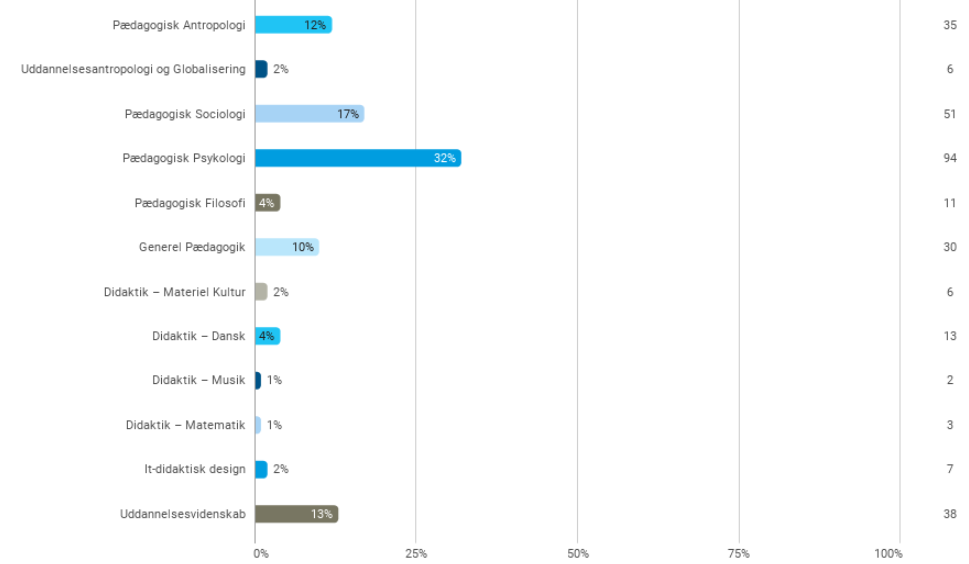 Pædagogisk Antropologi 12% 35
Uddannelsesantropologi og Globalisering 2% 6
Pædagogisk Sociologi 17% 51
Pædagogisk Psykologi 32% 94
Pædagogisk Filosofi 4% 11
Generel Pædagogik 10% 30
Didaktik – Materiel Kultur 2% 6
Didaktik – Dansk 4% 13
Didaktik – Musik 1% 2
Didaktik – Matematik 1% 3
It-didaktisk design 2% 7
Uddannelsesvidenskab 13% 38
0% 25% 50% 75% 100%